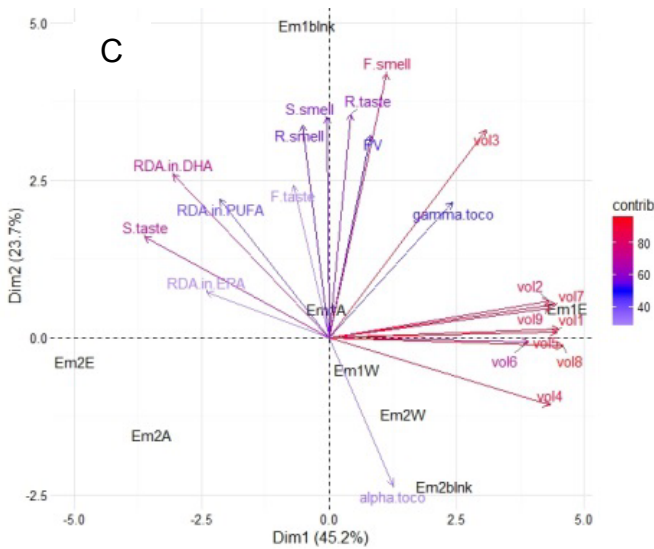 C
5.0
Em1blnk
F.smell
S.smell
R.taste
R.smell
PV
vol3
RDA.in.DHA
2.5
RDA.in.PUFA
F.taste
gamma.toco
contrib
S.taste
80
60
40
RDA.in.EPA
vol2
vol7
Em1A
vol9
Em1E
vol1
0.0
vol5
vol6
vol8
Em2E
Em1W
vol4
Em2W
Em2A
Em2blnk
-2.5
alpha.toco
-5.0
-2.5
0.0
2.5
5.0
Dim1 (45.2%)
Dim2 (23.7%)